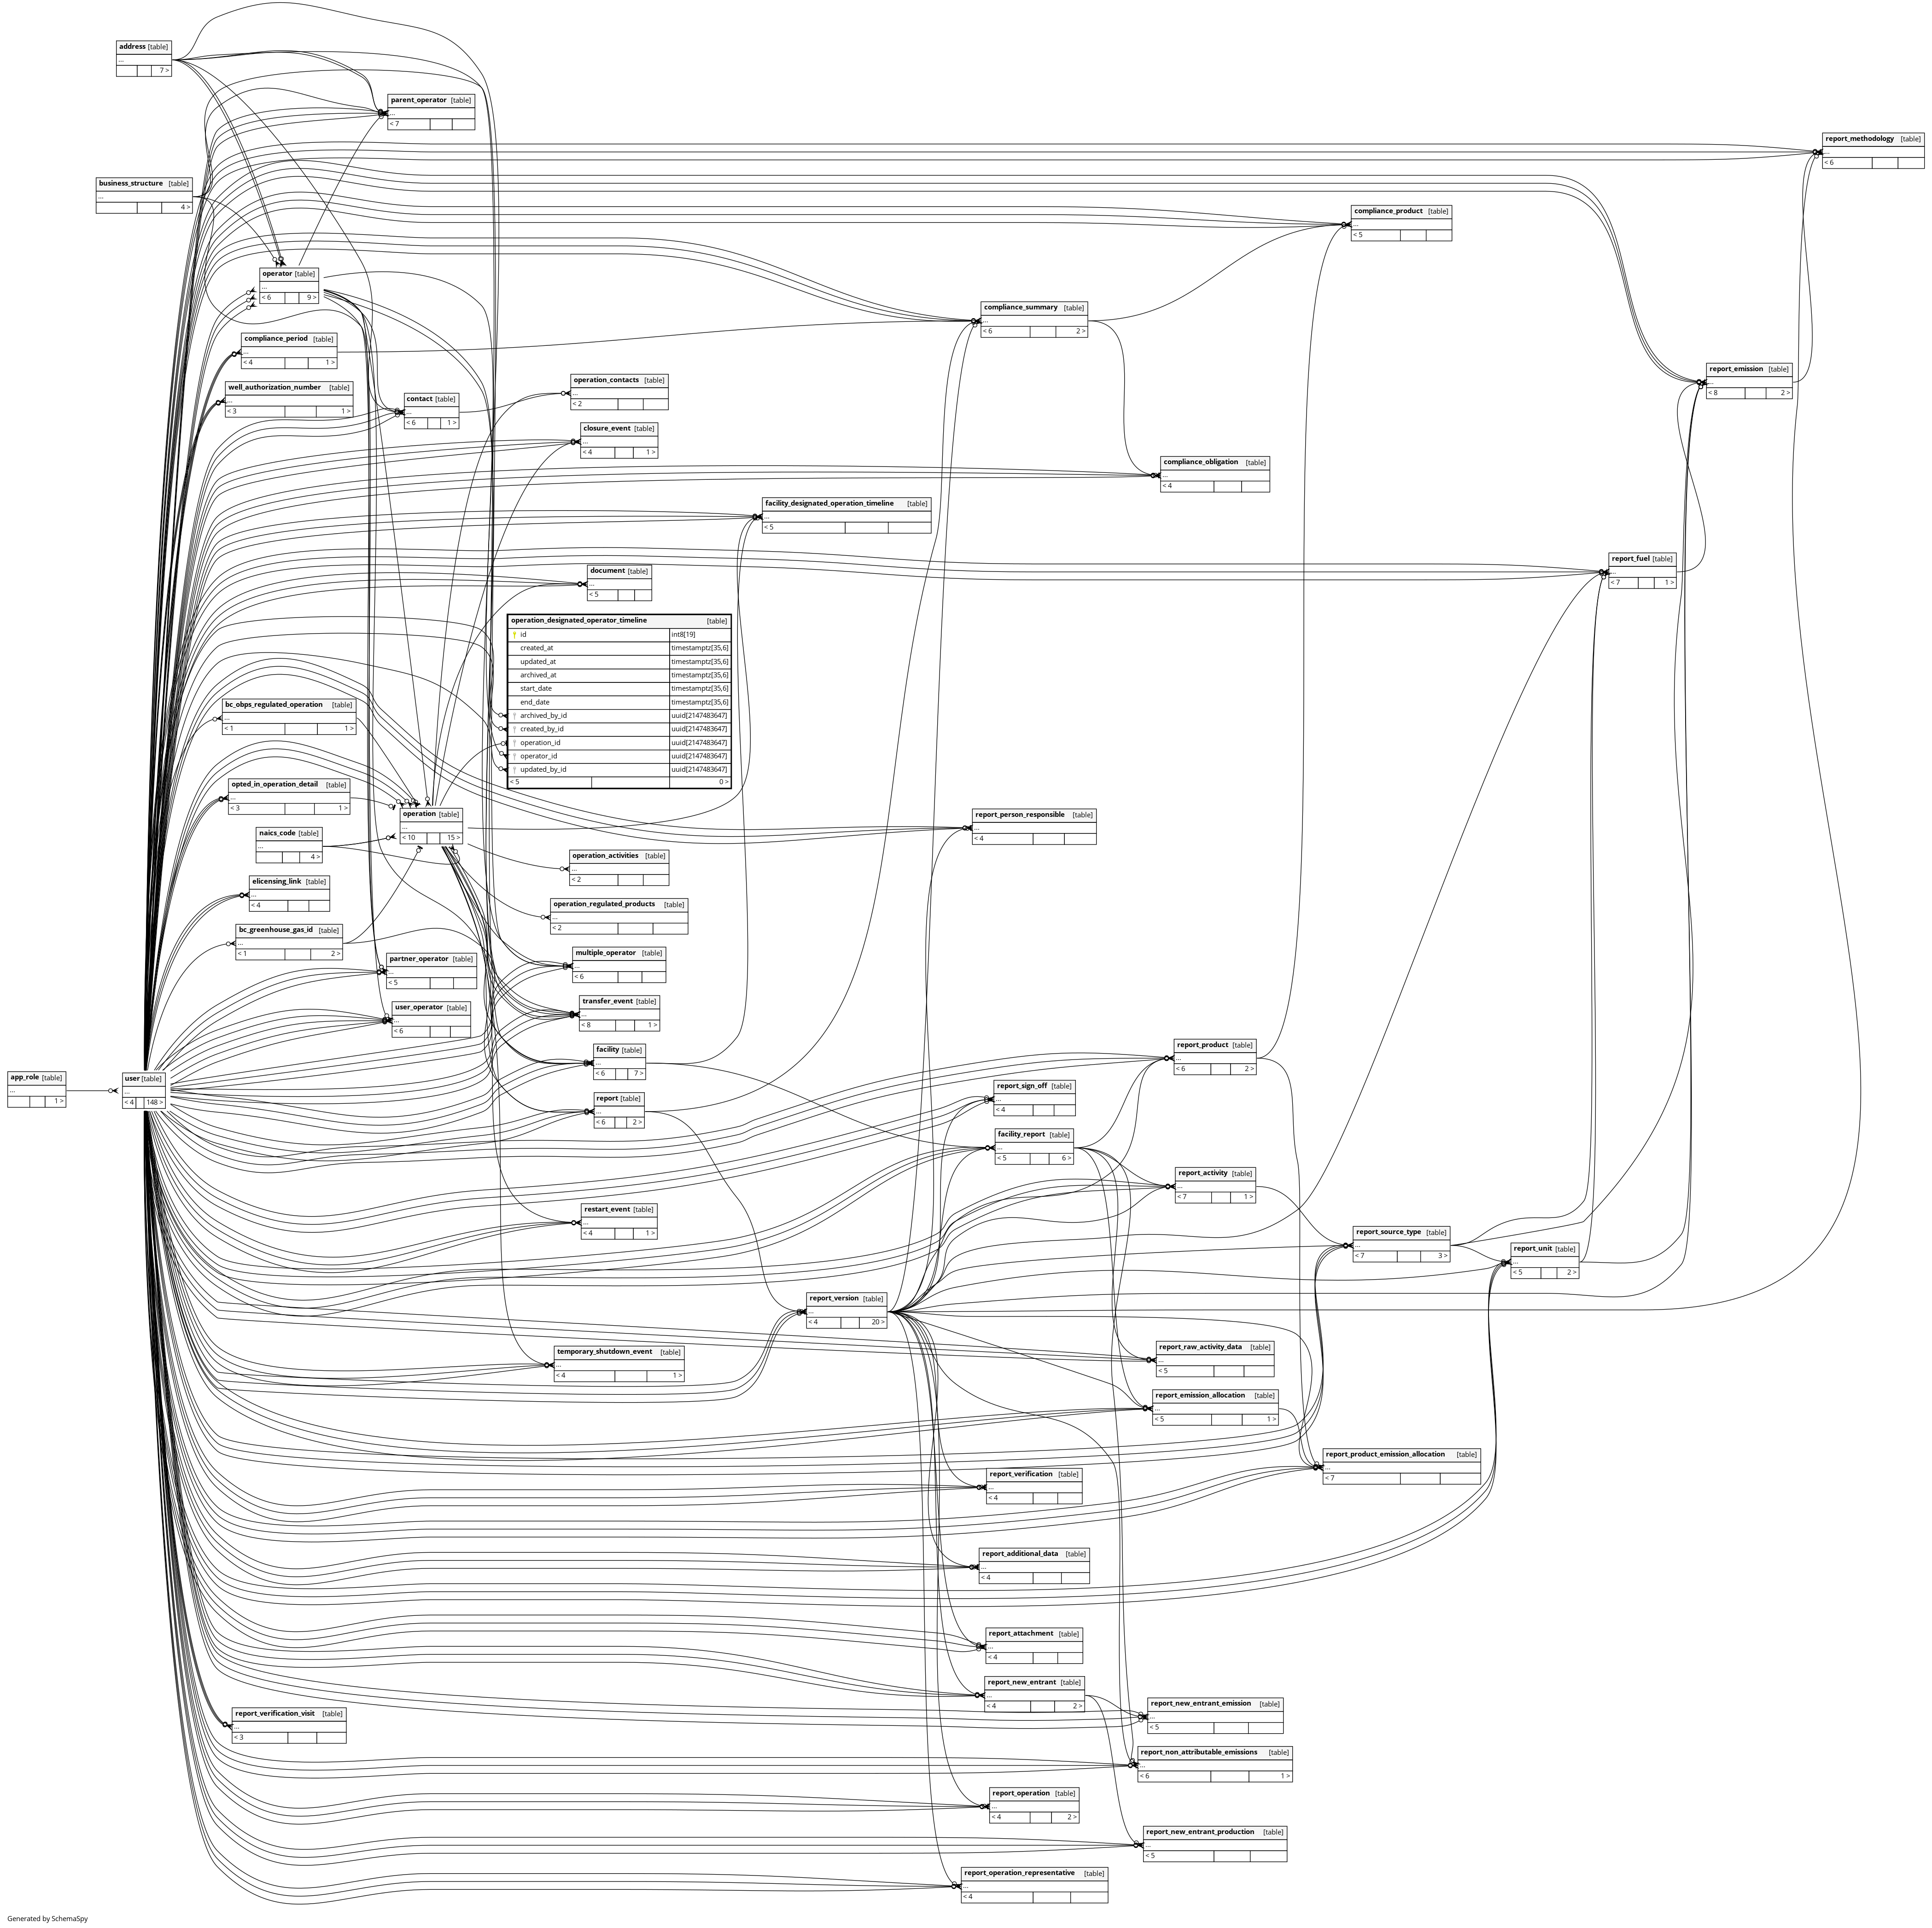 address [table]
...
7 >
parent_operator [table]
...
< 7
report_methodology [table]
...
< 6
business_structure [table]
...
4 >
compliance_product [table]
...
< 5
operator [table]
...
< 6 9 >
compliance_summary [table]
...
< 6 2 >
compliance_period [table]
...
< 4 1 >
report_emission [table]
...
< 8 2 >
operation_contacts [table]
...
< 2
well_authorization_number [table]
...
< 3 1 >
contact [table]
...
< 6 1 >
closure_event [table]
...
< 4 1 >
compliance_obligation [table]
...
< 4
facility_designated_operation_timeline [table]
...
< 5
report_fuel [table]
...
< 7 1 >
document [table]
...
< 5
operation_designated_operator_timeline [table]
id int8[19]
created_at timestamptz[35,6]
updated_at timestamptz[35,6]
archived_at timestamptz[35,6]
start_date timestamptz[35,6]
end_date timestamptz[35,6]
archived_by_id uuid[2147483647]
created_by_id uuid[2147483647]
operation_id uuid[2147483647]
operator_id uuid[2147483647]
updated_by_id uuid[2147483647]
< 5 0 >
bc_obps_regulated_operation [table]
...
< 1 1 >
opted_in_operation_detail [table]
...
< 3 1 >
operation [table]
...
< 10 15 >
report_person_responsible [table]
...
< 4
naics_code [table]
...
4 >
operation_activities [table]
...
< 2
elicensing_link [table]
...
< 4
operation_regulated_products [table]
...
< 2
bc_greenhouse_gas_id [table]
...
< 1 2 >
multiple_operator [table]
...
< 6
partner_operator [table]
...
< 5
transfer_event [table]
...
< 8 1 >
user_operator [table]
...
< 6
facility [table]
...
< 6 7 >
report_product [table]
...
< 6 2 >
app_role [table]
...
1 >
user [table]
...
< 4 148 >
report_sign_off [table]
...
< 4
report [table]
...
< 6 2 >
facility_report [table]
...
< 5 6 >
report_activity [table]
...
< 7 1 >
restart_event [table]
...
< 4 1 >
report_source_type [table]
...
< 7 3 >
report_unit [table]
...
< 5 2 >
report_version [table]
...
< 4 20 >
report_raw_activity_data [table]
...
< 5
temporary_shutdown_event [table]
...
< 4 1 >
report_emission_allocation [table]
...
< 5 1 >
report_product_emission_allocation [table]
...
< 7
report_verification [table]
...
< 4
report_additional_data [table]
...
< 4
report_attachment [table]
...
< 4
report_new_entrant [table]
...
< 4 2 >
report_new_entrant_emission [table]
...
< 5
report_verification_visit [table]
...
< 3
report_non_attributable_emissions [table]
...
< 6 1 >
report_operation [table]
...
< 4 2 >
report_new_entrant_production [table]
...
< 5
report_operation_representative [table]
...
< 4
Generated by SchemaSpy